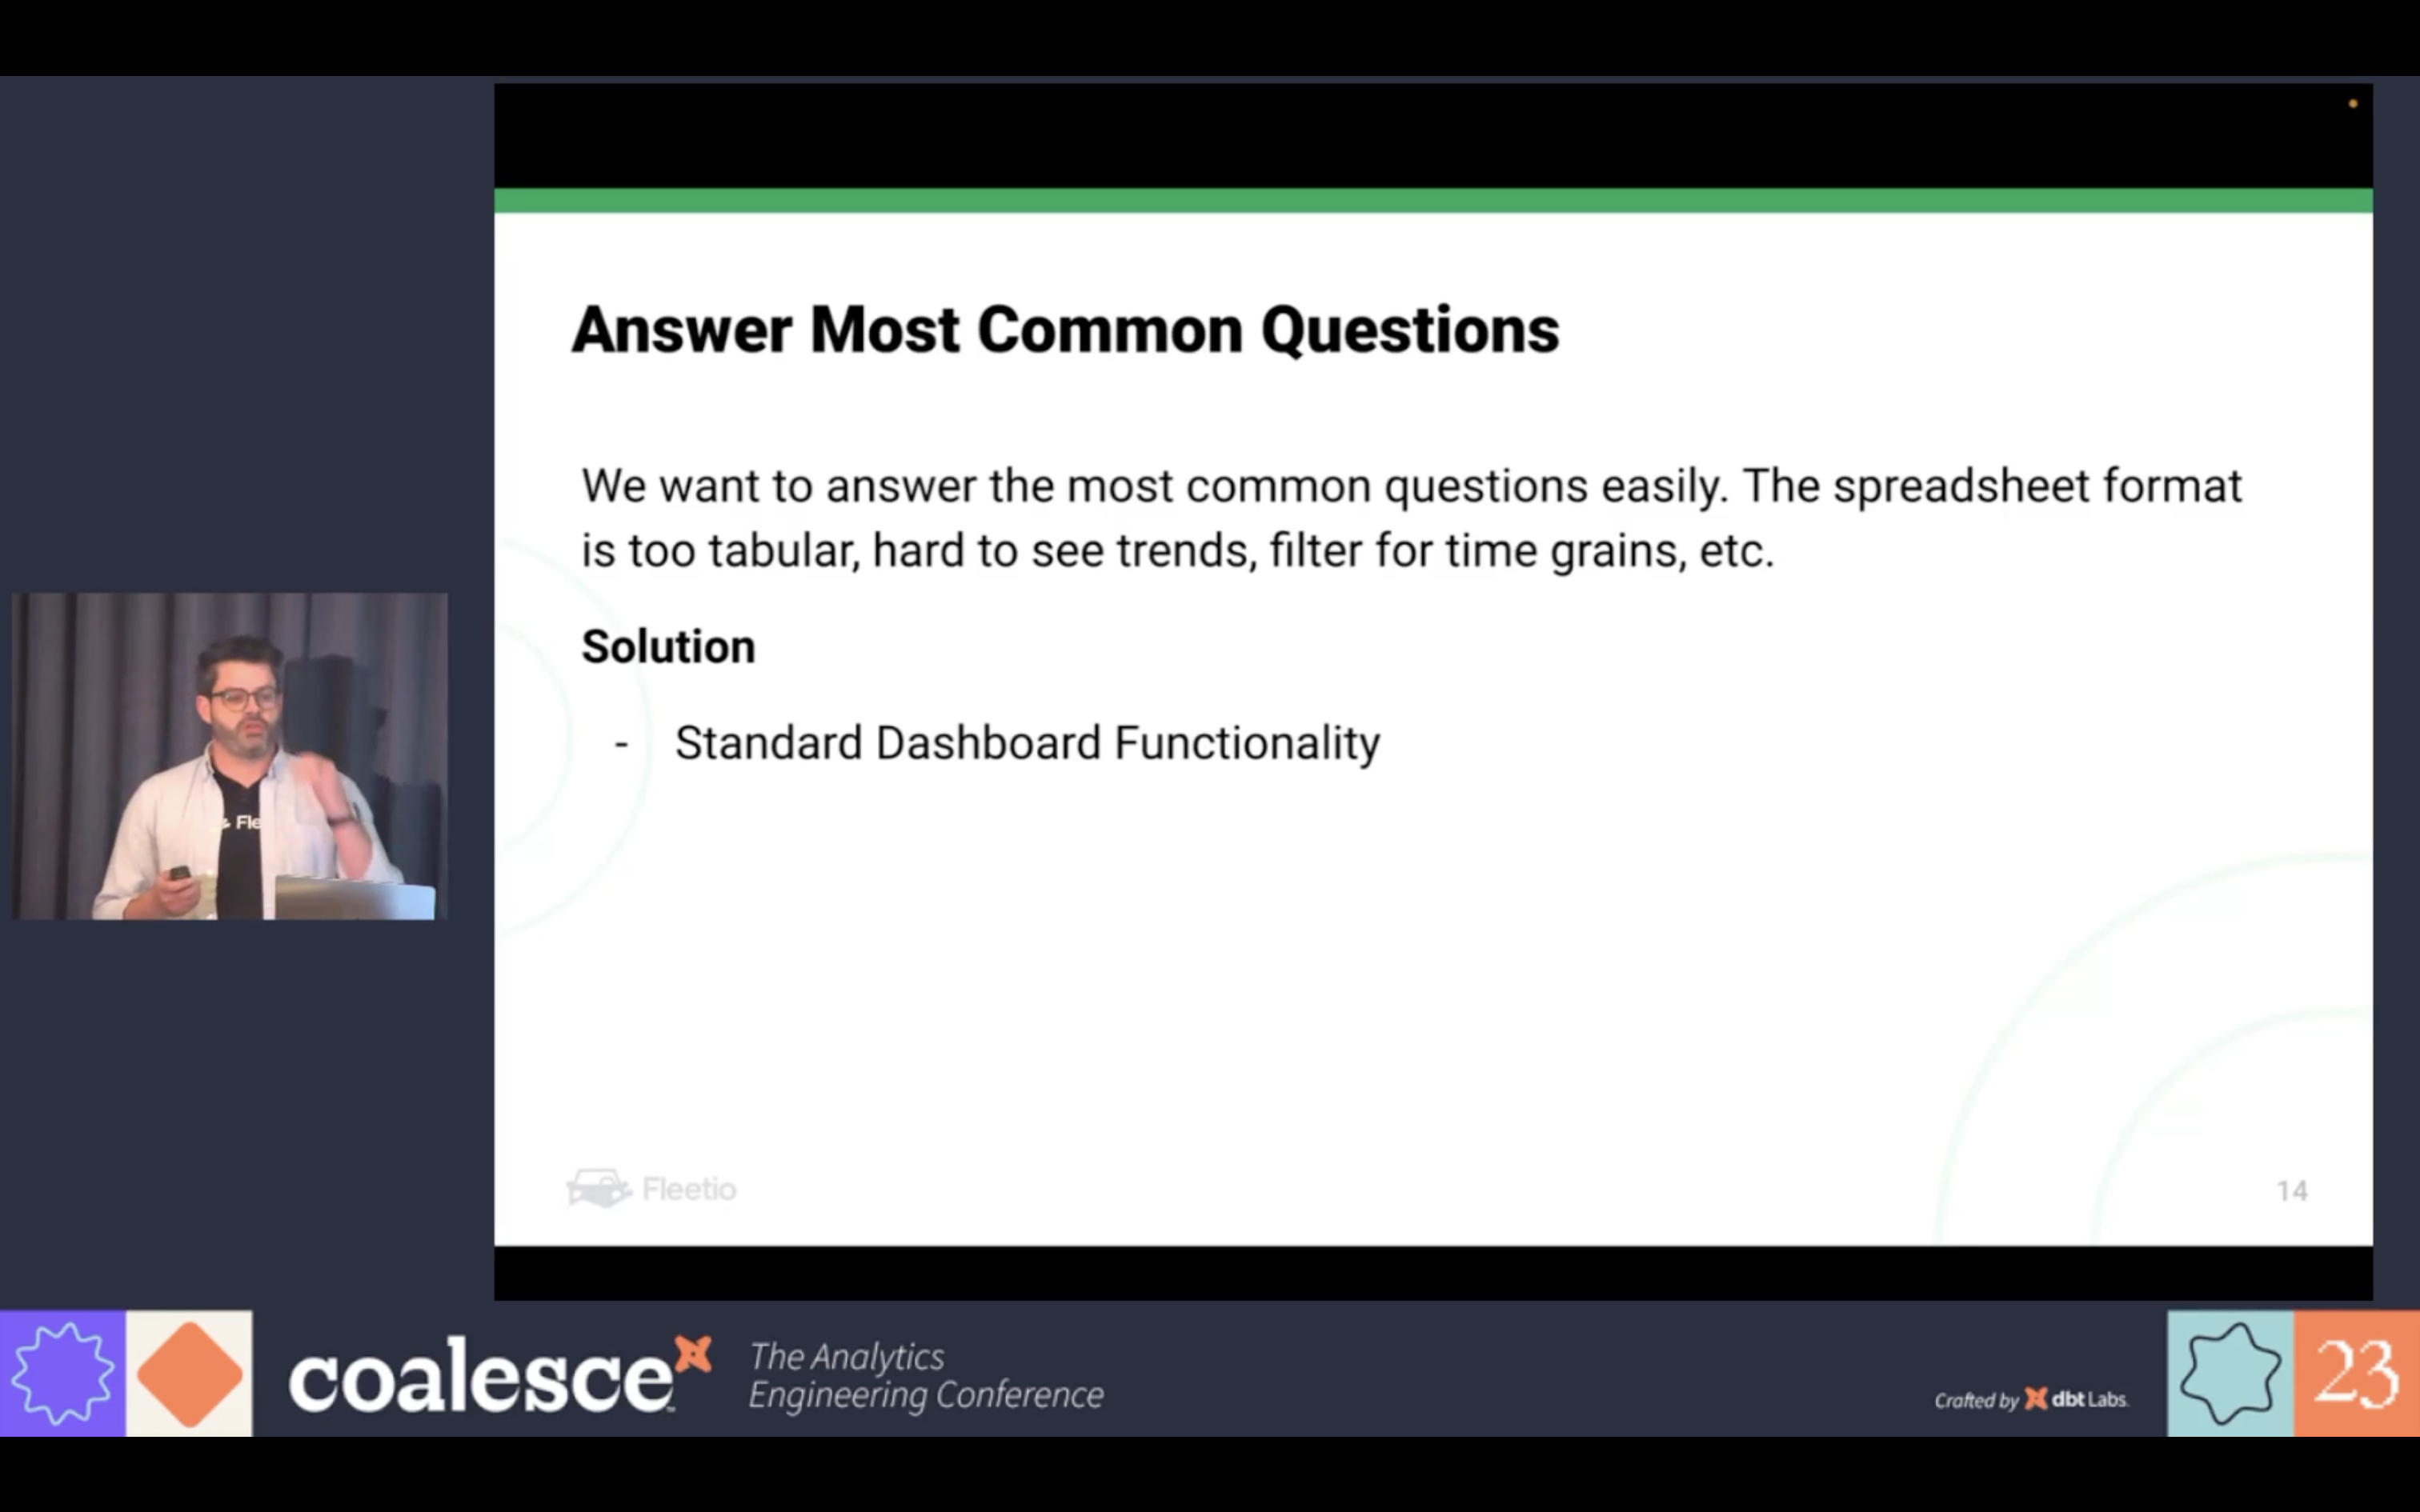 Answer Most Common Questions
We want to answer the most common questions easily. The spreadsheet format
is too tabular, hard to see trends, filter for time grains, etc.
Solution
- Standard Dashboard Functionality
Fle
Fleetio
14
coalesce
The Analytics
Engineering Conference
Crafted by dbt Labs
23